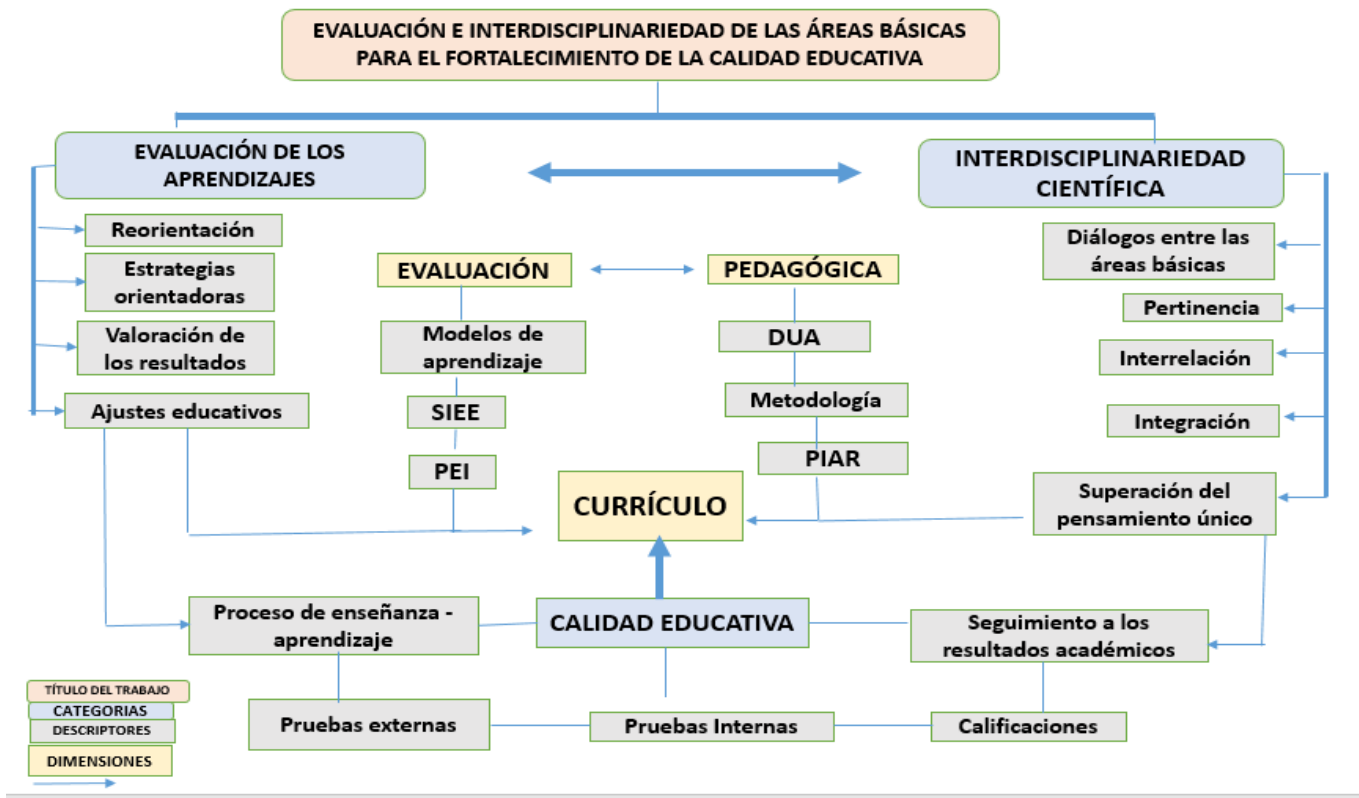 EVALUACIÓN E INTERDISCIPLINARIEDAD DE LAS ÁREAS BÁSICAS
PARA EL FORTALECIMIENTO DE LA CALIDAD EDUCATIVA
EVALUACIÓN DE LOS
APRENDIZAJES
INTERDISCIPLINARIEDAD
CIENTÍFICA
Reorientación
Estrategias
orientadoras
Valoración de
los resultados
Ajustes educativos
EVALUACIÓN
Modelos de
aprendizaje
SIEE
PEI
PEDAGÓGICA
DUA
Metodología
PIAR
Diálogos entre las
áreas básicas
Pertinencia
Interrelación
Integración
Superación del
pensamiento único
CURRÍCULO
Proceso de enseñanza -
aprendizaje
CALIDAD EDUCATIVA
Seguimiento a los
resultados académicos
Pruebas externas
Pruebas Internas
Calificaciones
TÍTULO DEL TRABAJO
CATEGORIAS
DESCRIPTORES
DIMENSIONES